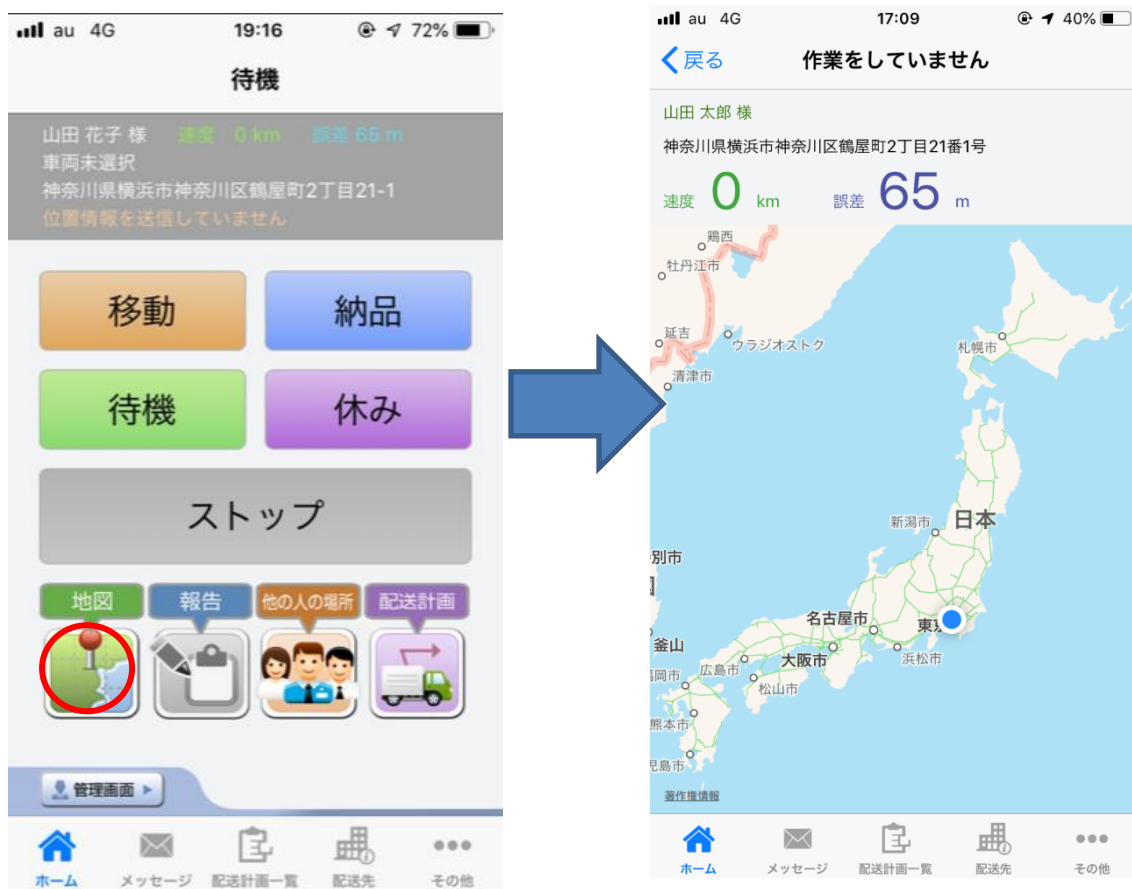 au 4G 19:16 72%
待機
山田 花子 様 速度 0 km 誤差 65 m
車両未選択
神奈川県横浜市神奈川区鶴屋町2丁目21-1
位置情報を送信していません
移動 納品
待機 休み
ストップ
地図 報告 他の人の場所 配送計画
管理画面
ホーム メッセージ 配送計画一覧 配送先 その他
au 4G 17:09 40%
戻る 作業をしていません
山田 太郎 様
神奈川県横浜市神奈川区鶴屋町2丁目21番1号
速度 0 km 誤差 65 m
鶏西
牡丹江市
延吉 ウラジオストク
札幌市
清津市
新潟市 日本
別市
名古屋市 東京
釜山
大阪市 浜松市
広島市
岡市
松山市
熊本市
児島市
著作権情報
ホーム メッセージ 配送計画一覧 配送先 その他